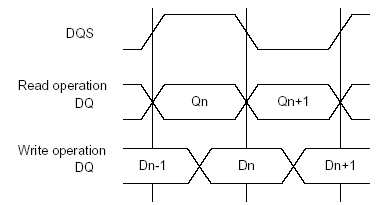 DQS
Read operation
DQ
Qn
Qn+1
Write operation
DQ
Dn-1
Dn
Dn+1